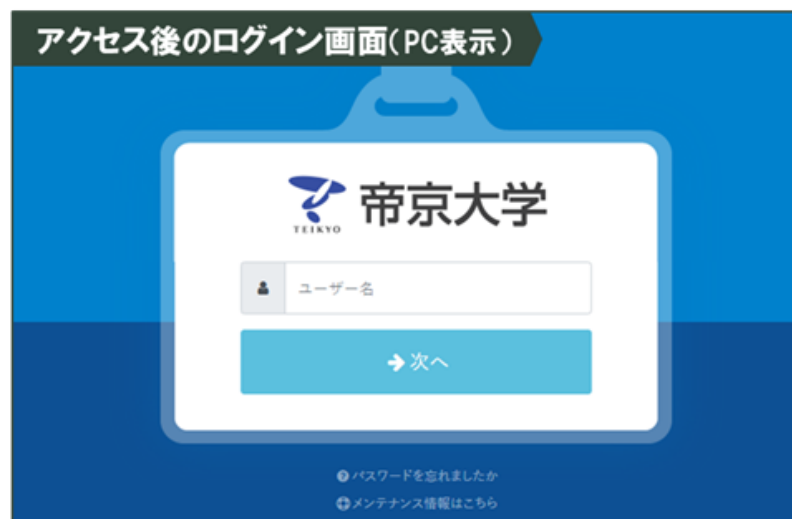 アクセス後のログイン画面(PC表示)
帝京大学
TEIKYO
ユーザー名
次へ
パスワードを忘れましたか
メンテナンス情報はこちら